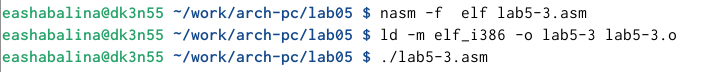 eashabalina@dk3n55 ~/work/arch-pc/lab05 $ nasm -f  elf lab5-3.asm
eashabalina@dk3n55 ~/work/arch-pc/lab05 $ ld -m elf_i386 -o lab5-3 lab5-3.o
eashabalina@dk3n55 ~/work/arch-pc/lab05 $ ./lab5-3.asm